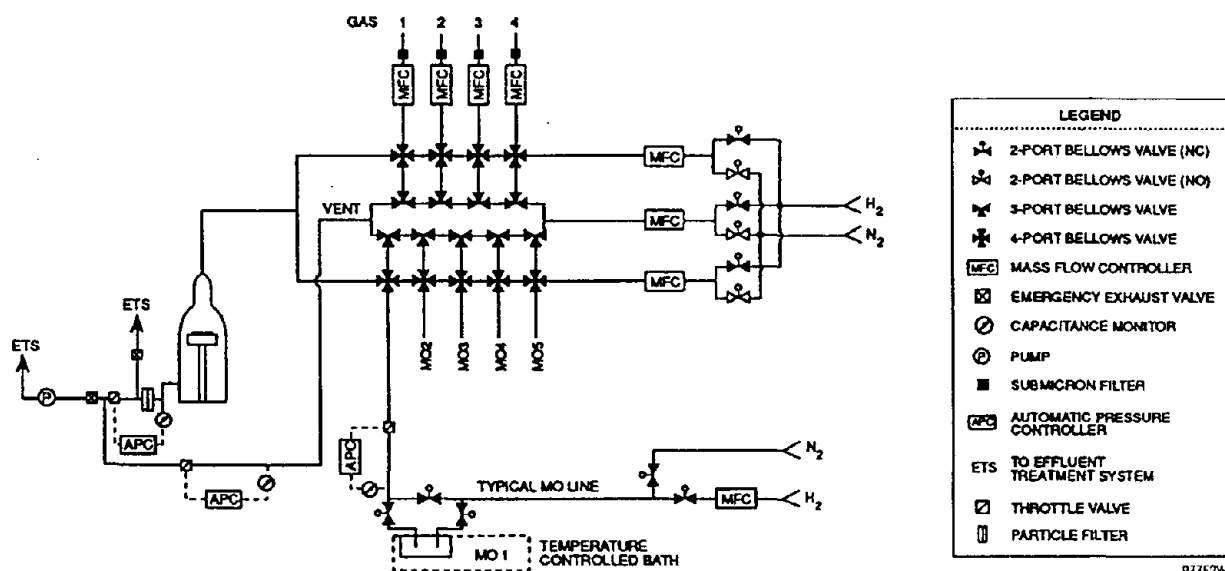 GAS 1 2 3 4
MFC MFC MFC MFC
MFC
VENT
MFC
H2
N2
MFC
ETS
ETS
MO2 MO3 MO4 MO5
P
APC
APC
APC
N2
TYPICAL MO LINE
MFC
H2
MO 1
TEMPERATURE
CONTROLLED BATH
LEGEND
2-PORT BELLOWS VALVE (NC)
2-PORT BELLOWS VALVE (NO)
3-PORT BELLOWS VALVE
4-PORT BELLOWS VALVE
MFC MASS FLOW CONTROLLER
EMERGENCY EXHAUST VALVE
CAPACITANCE MONITOR
P PUMP
SUBMICRON FILTER
APC AUTOMATIC PRESSURE
CONTROLLER
ETS TO EFFLUENT
TREATMENT SYSTEM
THROTTLE VALVE
PARTICLE FILTER